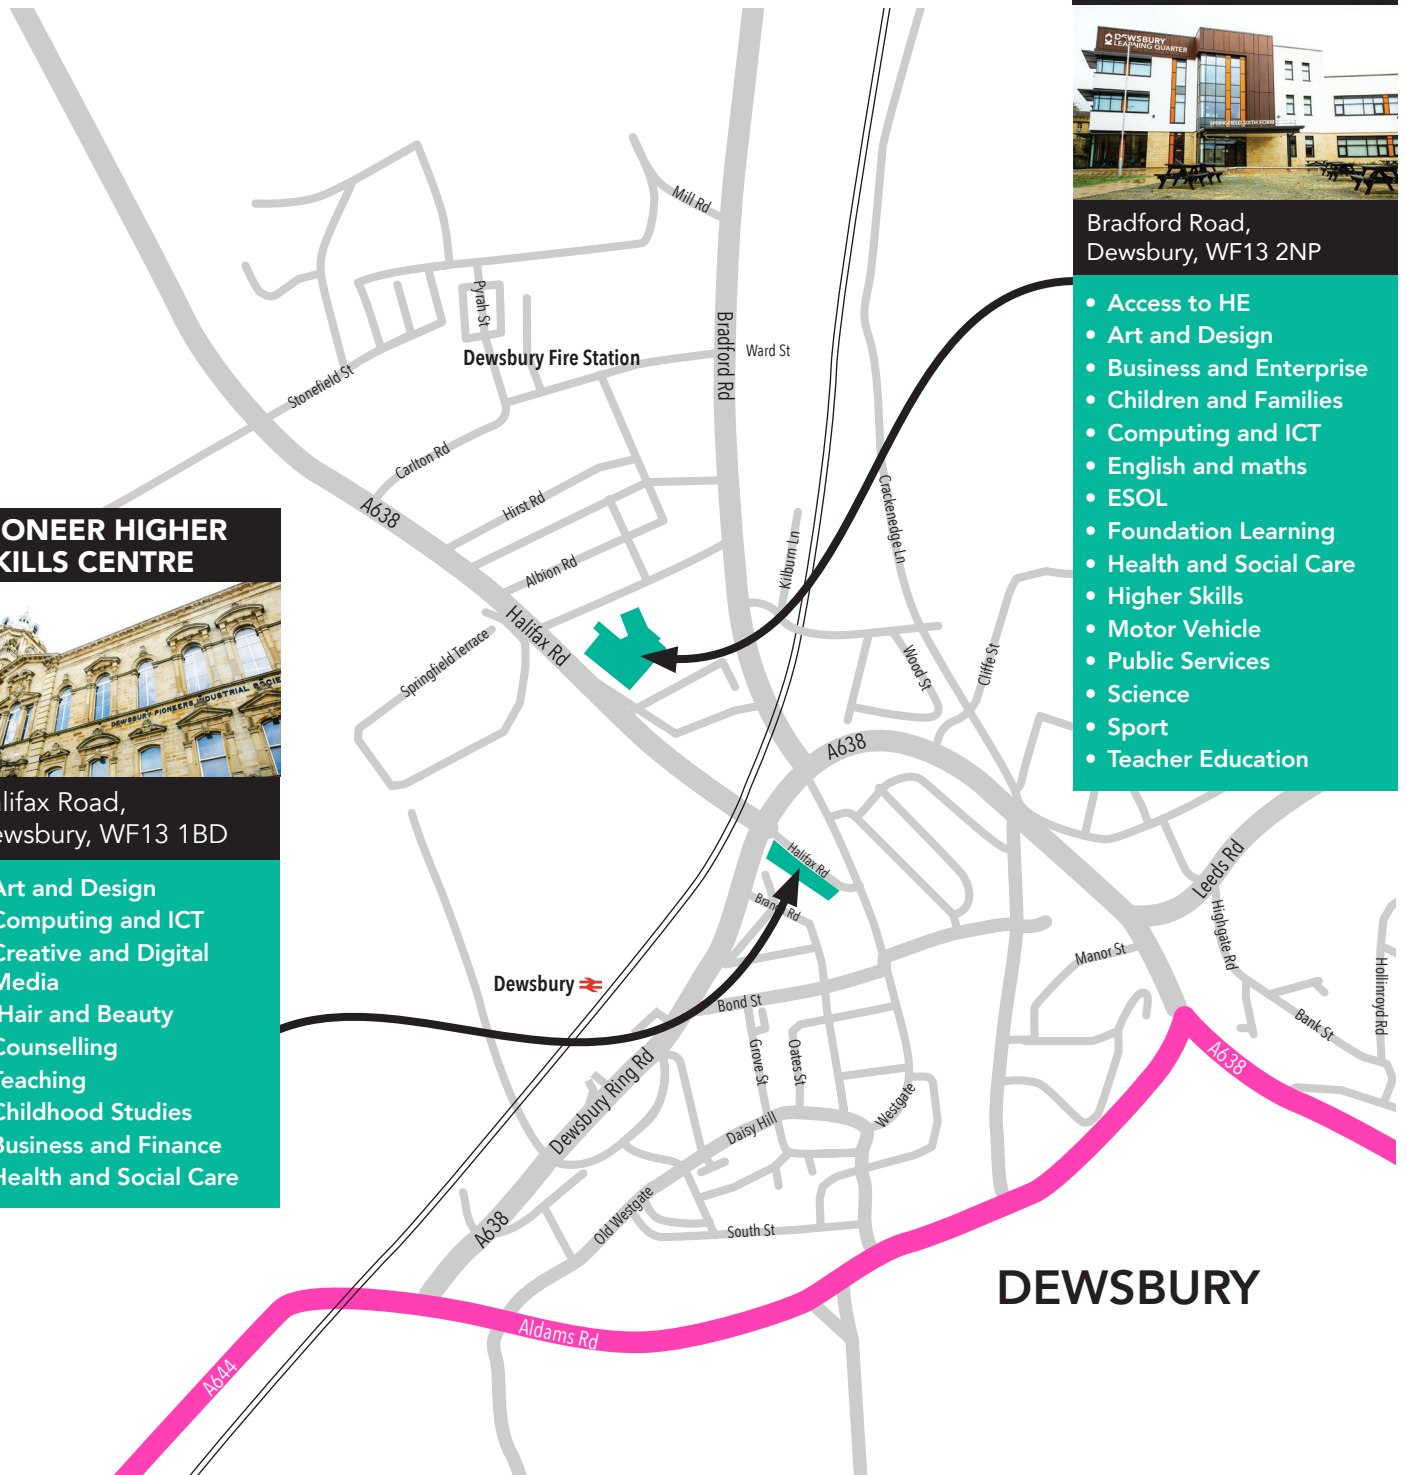 DEWSBURY
LEARNING QUARTER
SPRINGFIELD SIXTH FORM
Bradford Road,
Dewsbury, WF13 2NP
• Access to HE
• Art and Design
• Business and Enterprise
• Children and Families
• Computing and ICT
• English and maths
• ESOL
• Foundation Learning
• Health and Social Care
• Higher Skills
• Motor Vehicle
• Public Services
• Science
• Sport
• Teacher Education
Mill Rd
Pyrah St
Bradford Rd
Ward St
Dewsbury Fire Station
Stonefield St
Carlton Rd
A638
Hirst Rd
Albion Rd
Kilburn Ln
Crackenedge Ln
Halifax Rd
Springfield Terrace
Wood St
Cliffe St
A638
IONEER HIGHER
KILLS CENTRE
DEWSBURY PIONEERS INDUSTRIAL SOCIE
lifax Road,
ewsbury, WF13 1BD
Art and Design
Computing and ICT
Creative and Digital
Media
Hair and Beauty
Counselling
Teaching
Childhood Studies
Business and Finance
Health and Social Care
Halifax Rd
Leeds Rd
Highgate Rd
Manor St
Hollinroyd Rd
Dewsbury
Bond St
Bank St
Grove St
Oates St
A638
Dewsbury Ring Rd
Westgate
Daisy Hill
Old Westgate
A638
South St
DEWSBURY
Aldams Rd
A644